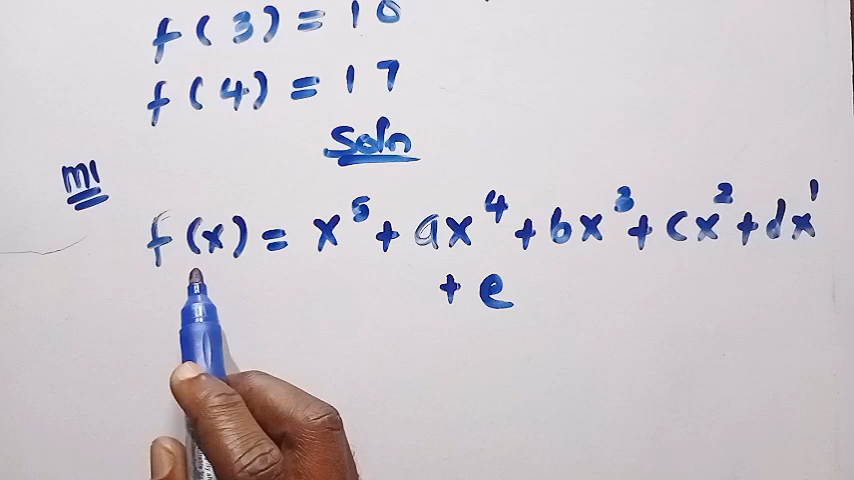 f(3) = 10
f(4) = 17
Soln
M1
f(x) = x⁵ + ax⁴ + bx³ + cx² + dx¹
+ e